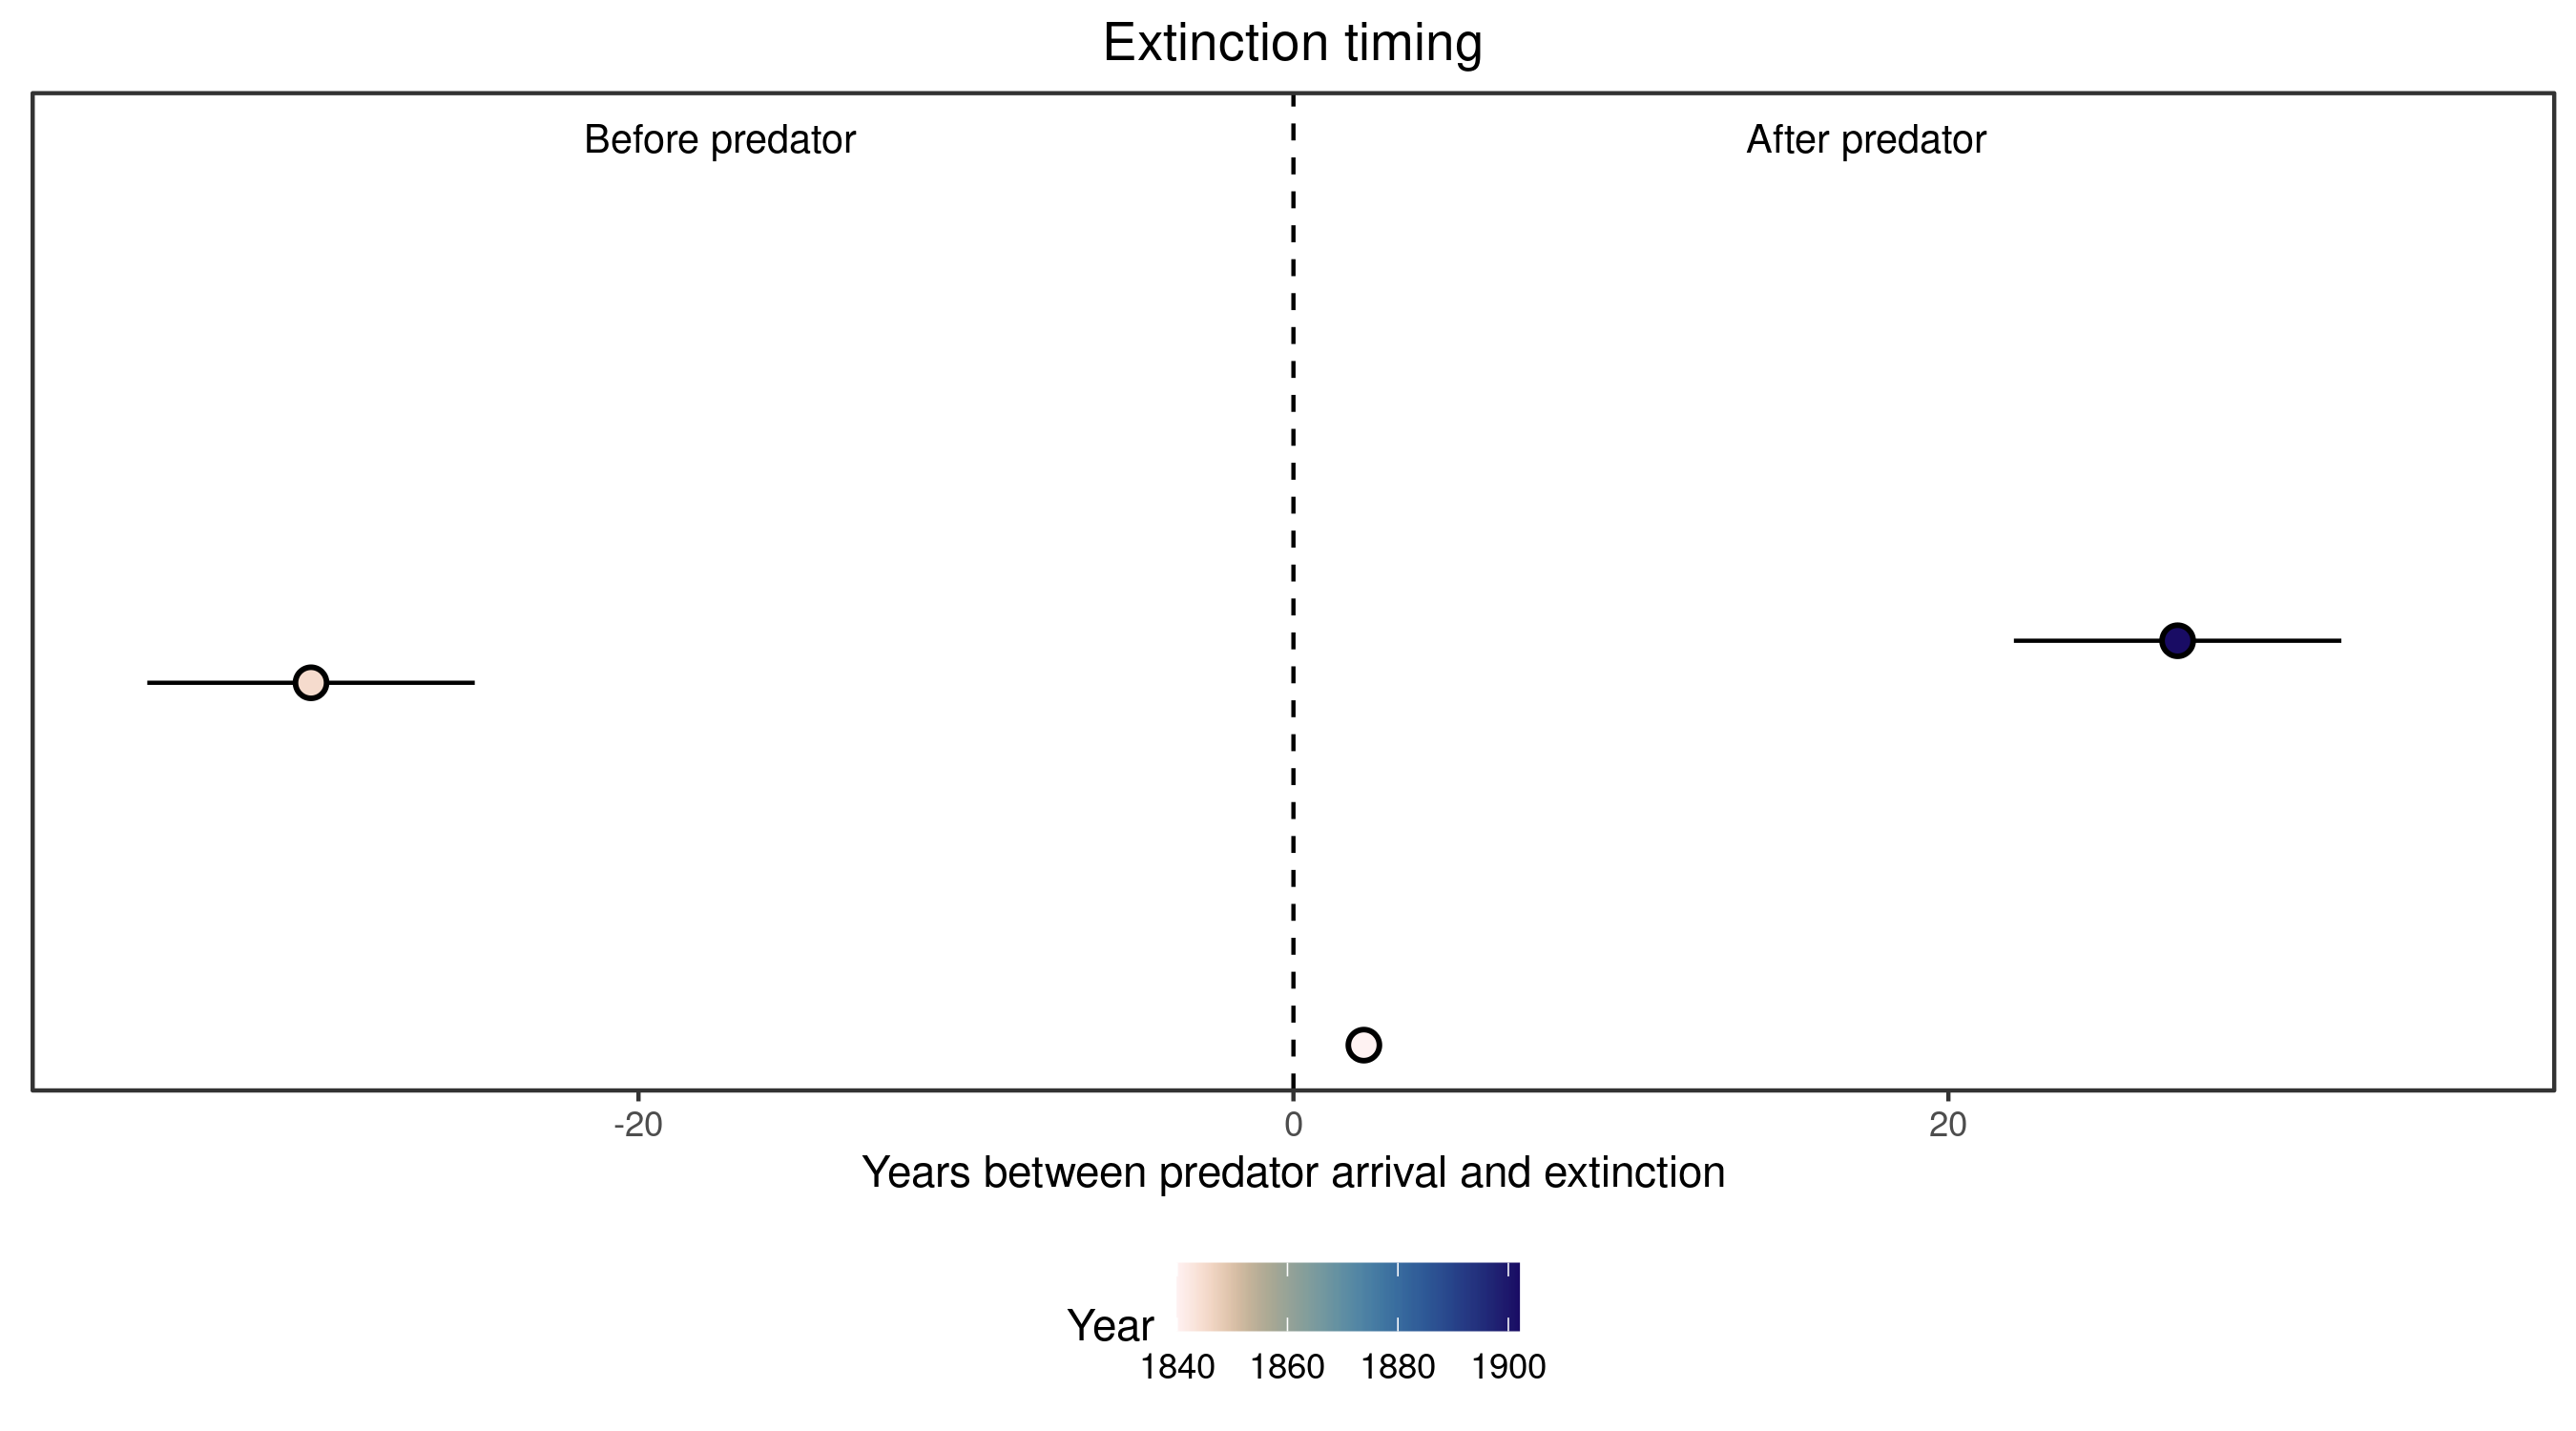 Extinction timing
Before predator
After predator
-20
0
20
Years between predator arrival and extinction
Year
1840
1860
1880
1900